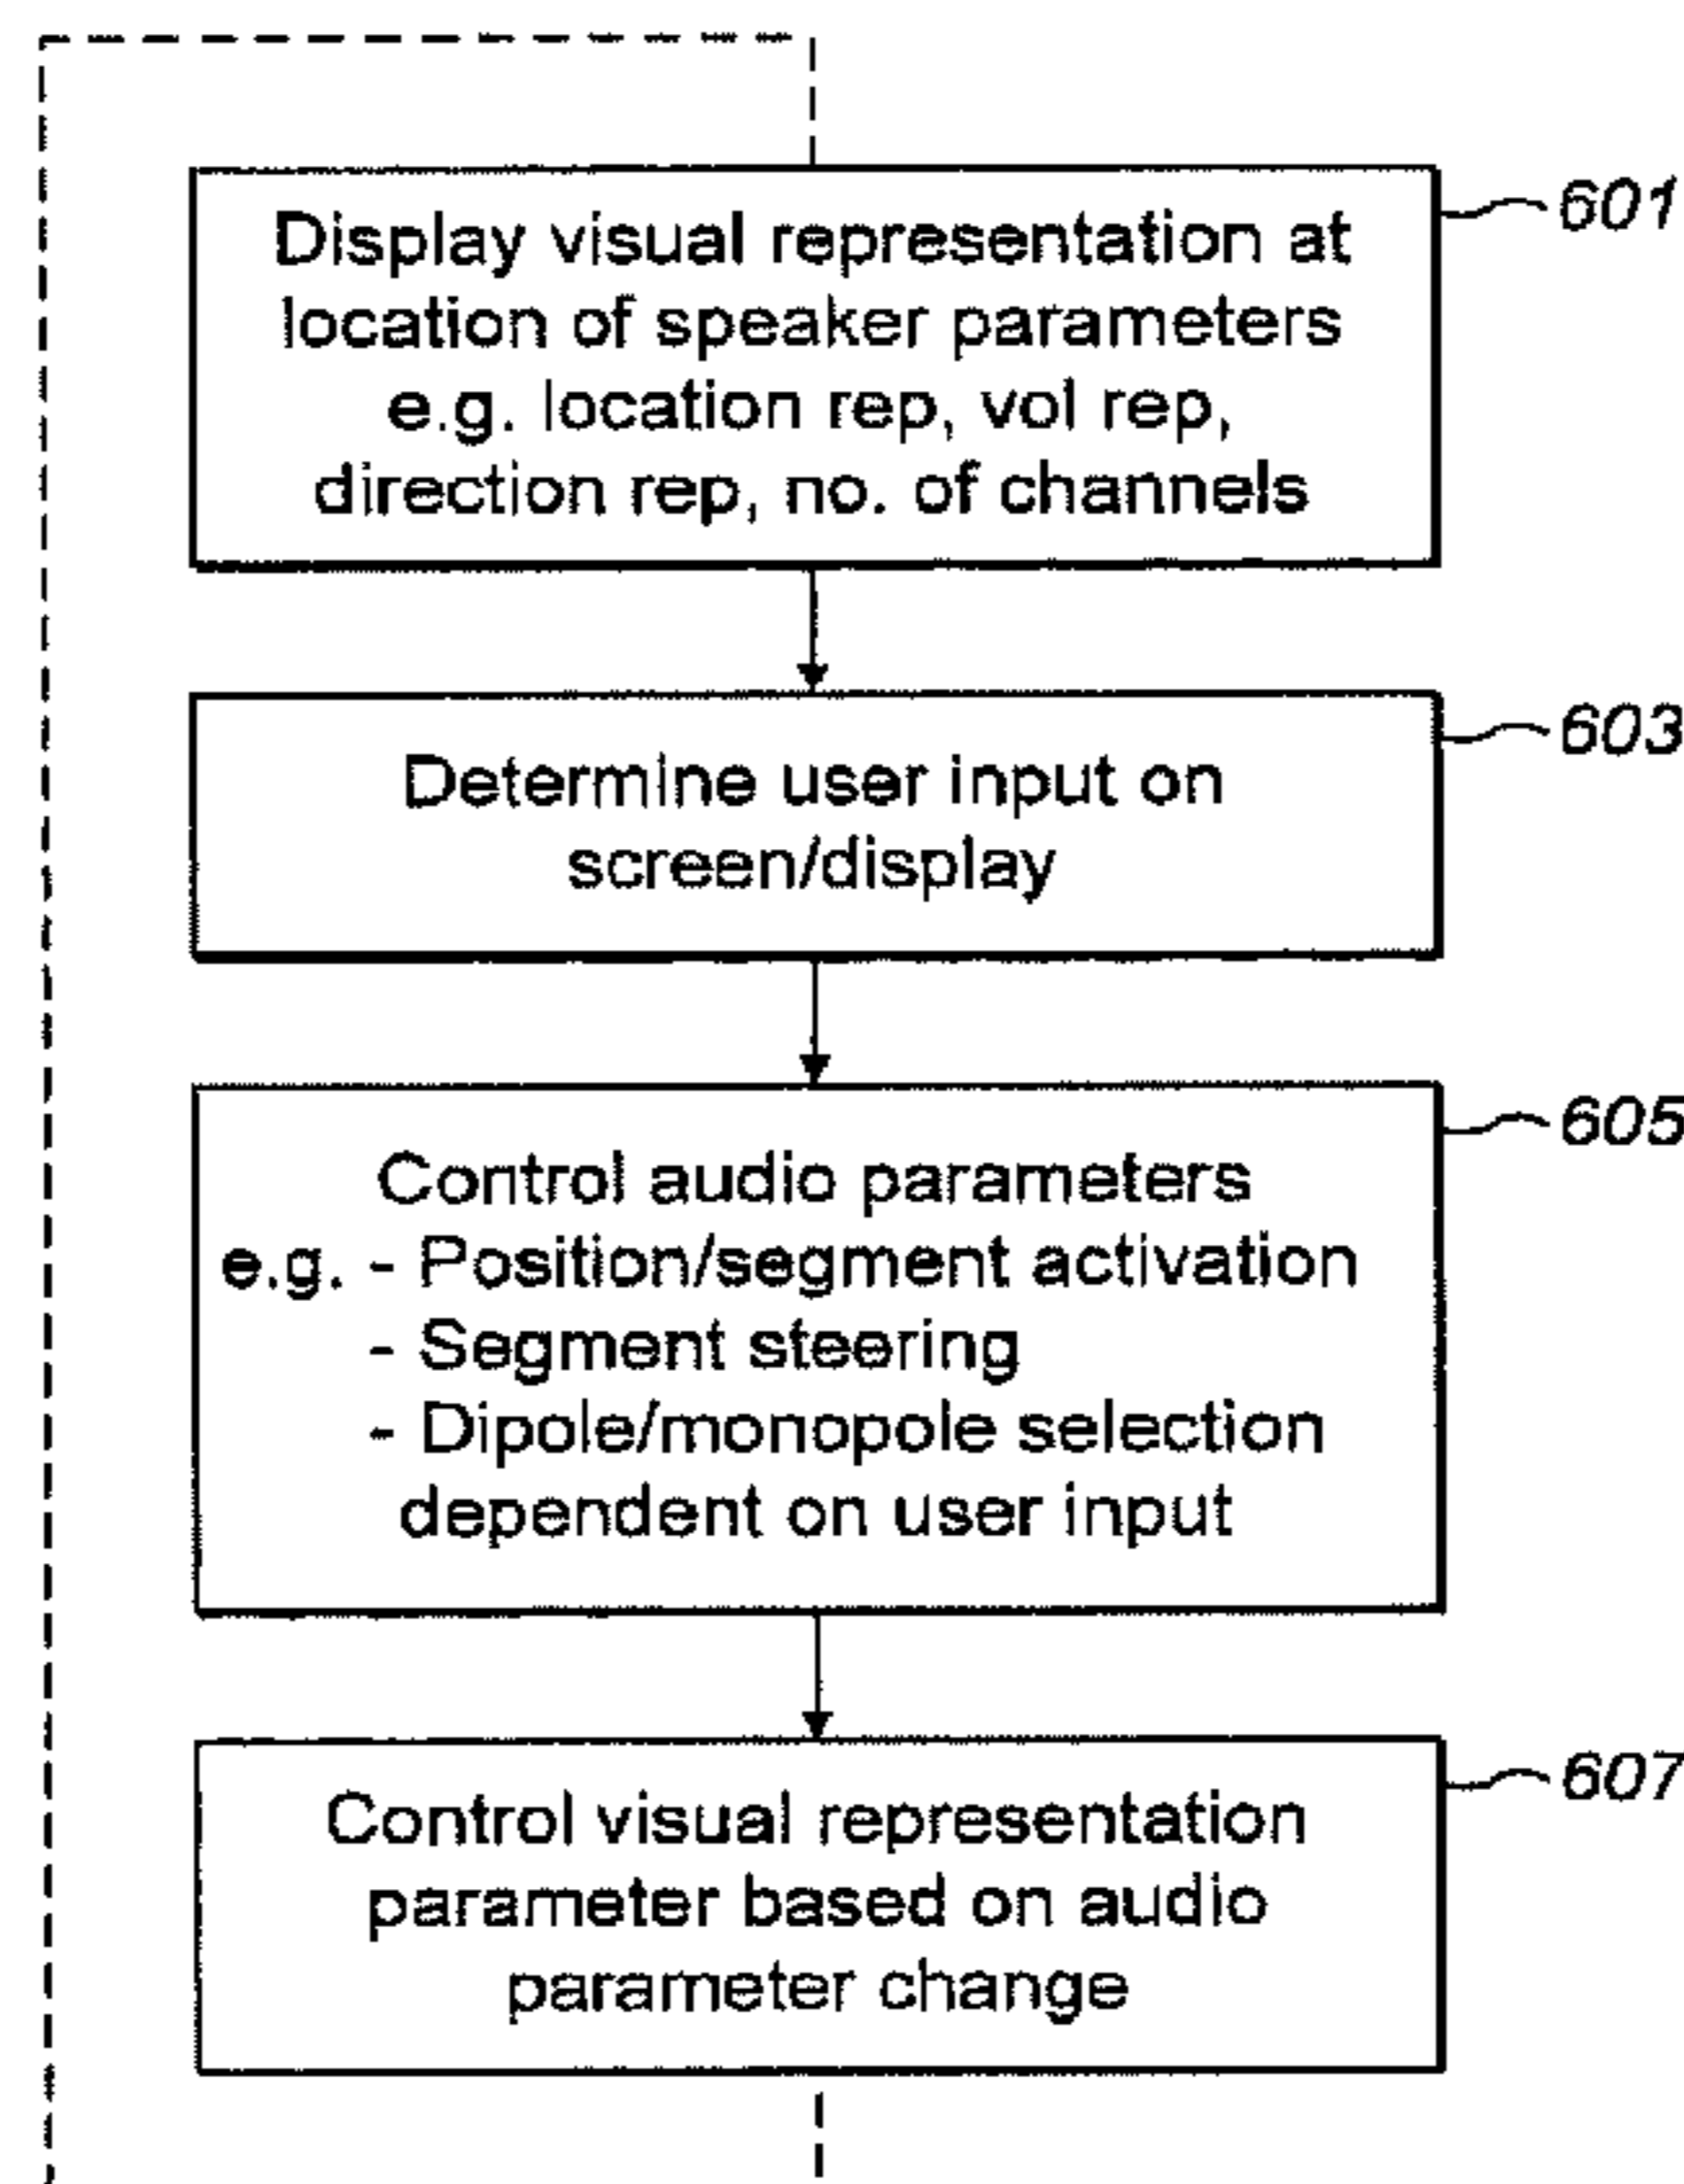 Display visual representation at
location of speaker parameters
e.g. location rep, vol rep,
direction rep, no. of channels
601
Determine user input on
screen/display
603
Control audio parameters
e.g. - Position/segment activation
- Segment steering
- Dipole/monopole selection
dependent on user input
605
Control visual representation
parameter based on audio
parameter change
607